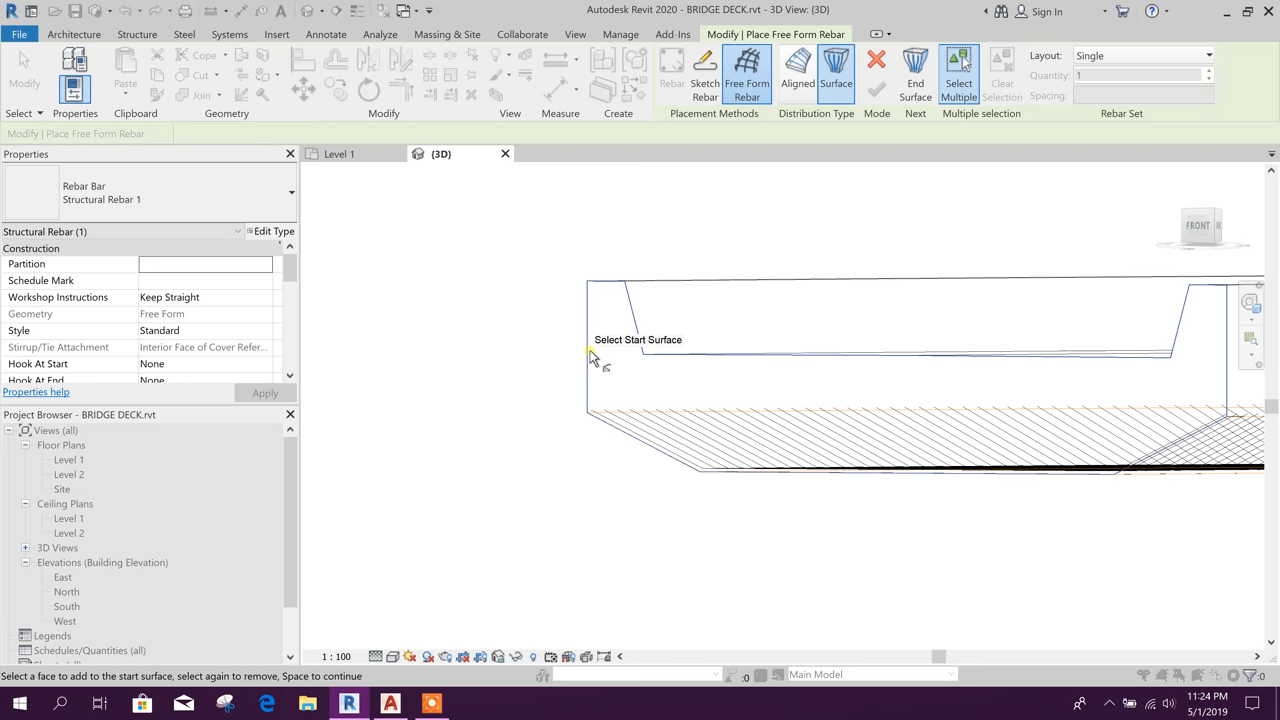 Autodesk Revit 2020 - BRIDGE DECK.rvt - 3D View: {3D}
Sign In
File
Architecture
Structure
Steel
Systems
Insert
Annotate
Analyze
Massing & Site
Collaborate
View
Manage
Add-Ins
Modify | Place Free Form Rebar
Modify
Paste
Cope
Cut
Join
Rebar
Sketch Rebar
Free Form Rebar
Aligned
Surface
End Surface
Select Multiple
Clear Selection
Layout: Single
Quantity: 1
Spacing:
Select
Properties
Clipboard
Geometry
Modify
View
Measure
Create
Placement Methods
Distribution Type
Mode
Next
Multiple selection
Rebar Set
Modify | Place Free Form Rebar
Properties
Level 1
{3D}
Rebar Bar
Structural Rebar 1
Structural Rebar (1)
Edit Type
Construction
Partition
Schedule Mark
Workshop Instructions Keep Straight
Geometry Free Form
Style Standard
Stirrup/Tie Attachment Interior Face of Cover Refer...
Hook At Start None
Hook At End None
Properties help
Apply
Project Browser - BRIDGE DECK.rvt
Views (all)
Floor Plans
Level 1
Level 2
Site
Ceiling Plans
Level 1
Level 2
3D Views
Elevations (Building Elevation)
East
North
South
West
Legends
Schedules/Quantities (all)
FRONT
Select Start Surface
1 : 100
Select a face to add to the start surface, select again to remove, Space to continue
:0
Main Model
:0
11:24 PM
5/1/2019